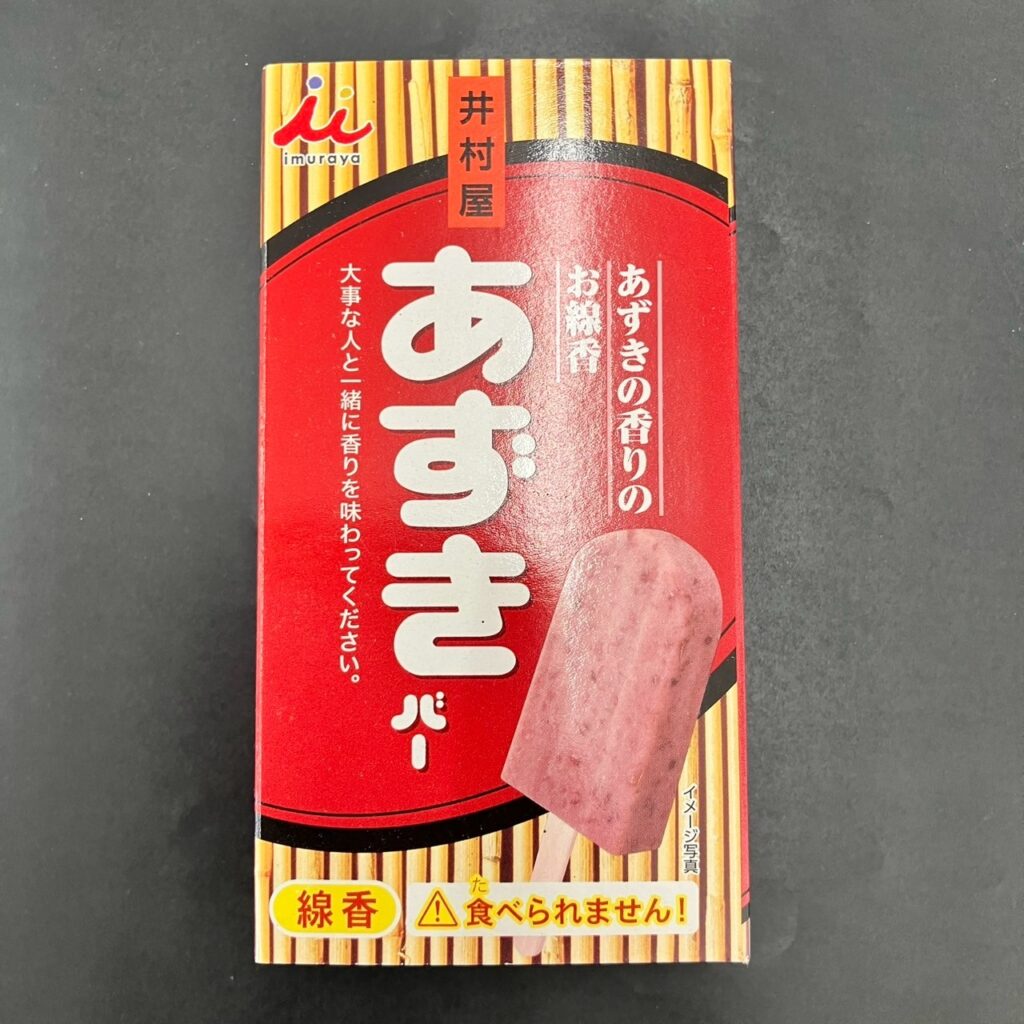 imuraya
井村屋
あずきの香りの
お線香
あずき
バー
大事な人と一緒に香りを味わってください。
イメージ写真
線香
た
食べられません!